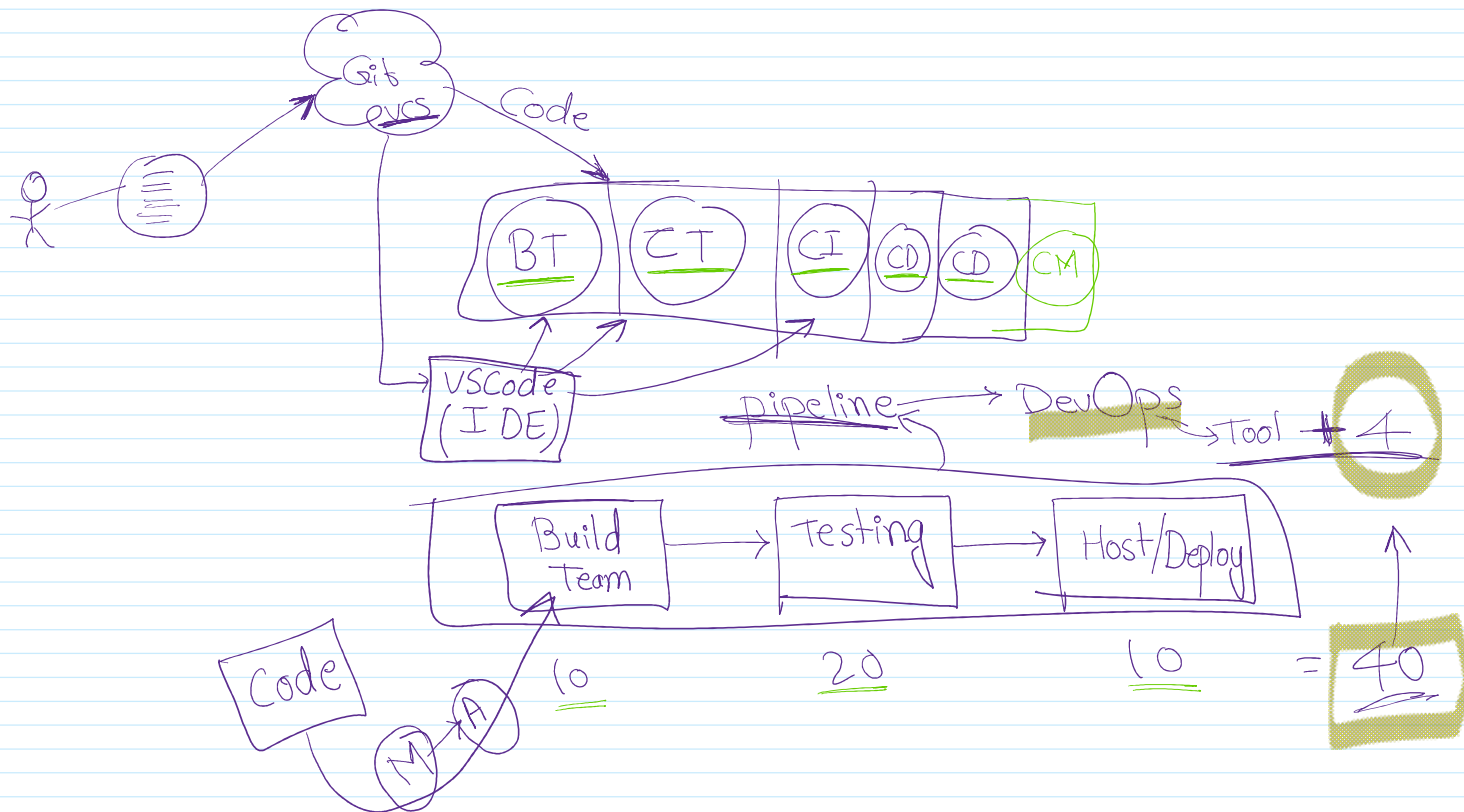 Git
VCS
Code
BT CT CI CD CD CM
VSCode
(IDE)
pipeline DevOps
Tool 4
Build
Team
Testing
Host/Deploy
Code
10 20 10 = 40
M A